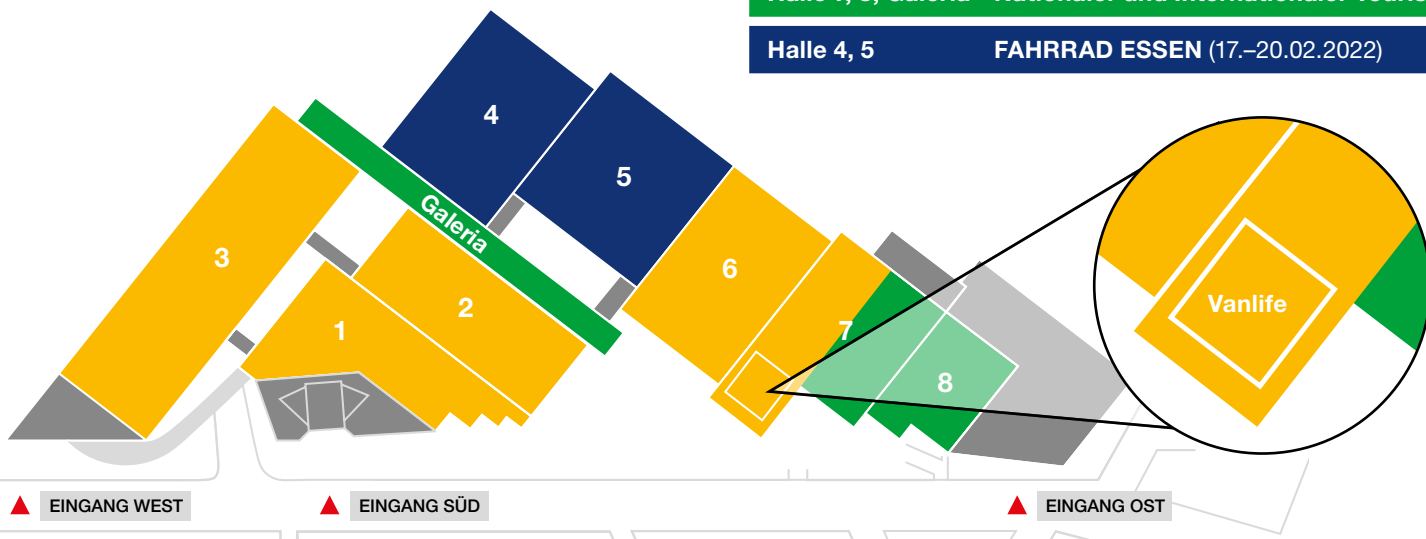 Halle 4, 5 FAHRRAD ESSEN (17.–20.02.2022)
4
5
3
Galeria
6
2
1
7
8
Vanlife
EINGANG WEST
EINGANG SÜD
EINGANG OST